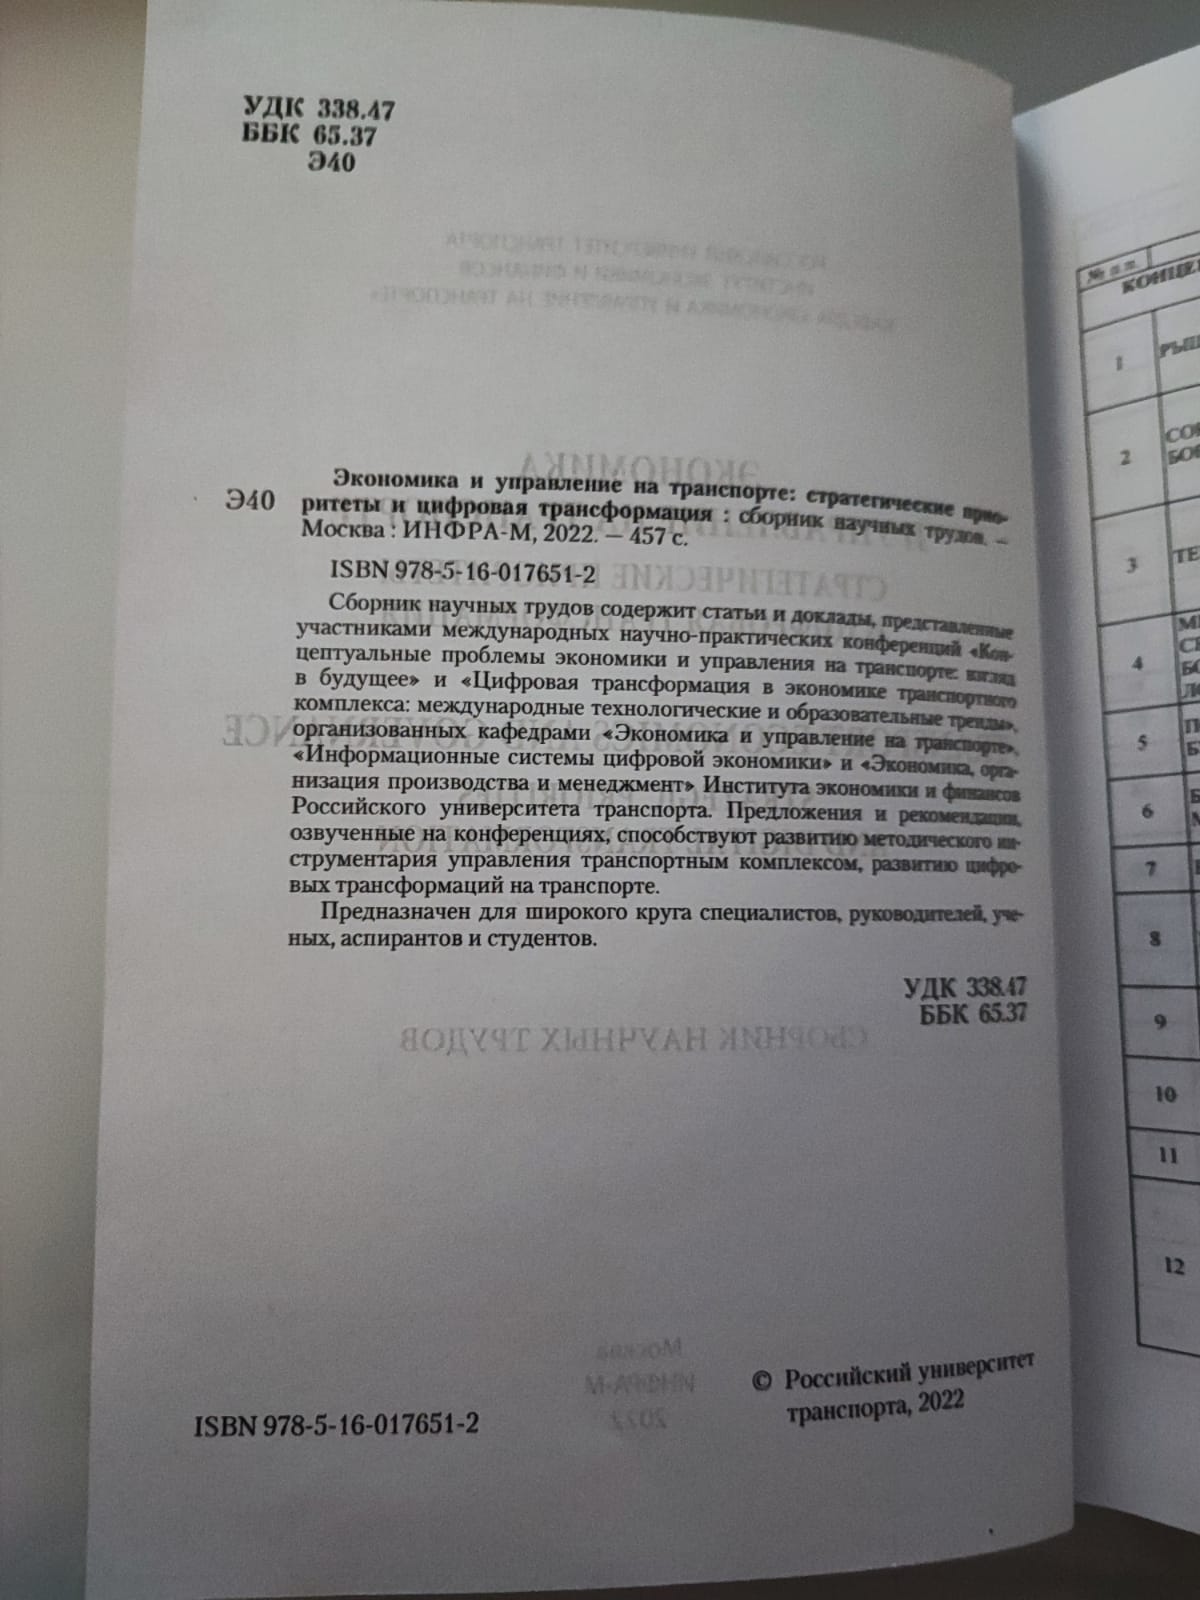 УДК 338.47
ББК 65.37
Э40
Э40
Экономика и управление на транспорте: стратегические прио-
ритеты и цифровая трансформация : сборник научных трудов. —
Москва : ИНФРА-М, 2022. — 457 с.
ISBN 978-5-16-017651-2
Сборник научных трудов содержит статьи и доклады, представленные
участниками международных научно-практических конференций «Кон-
цептуальные проблемы экономики и управления на транспорте: взгляд
в будущее» и «Цифровая трансформация в экономике транспортного
комплекса: международные технологические и образовательные тренды»,
организованных кафедрами «Экономика и управление на транспорте»,
«Информационные системы цифровой экономики» и «Экономика, орга-
низация производства и менеджмент» Института экономики и финансов
Российского университета транспорта. Предложения и рекомендации,
озвученные на конференциях, способствуют развитию методического ин-
струментария управления транспортным комплексом, развитию цифро-
вых трансформаций на транспорте.
Предназначен для широкого круга специалистов, руководителей, уче-
ных, аспирантов и студентов.
УДК 338.47
ББК 65.37
ISBN 978-5-16-017651-2
© Российский университет
транспорта, 2022
№ п.п.
1
2
3
4
5
6
7
8
9
10
11
12